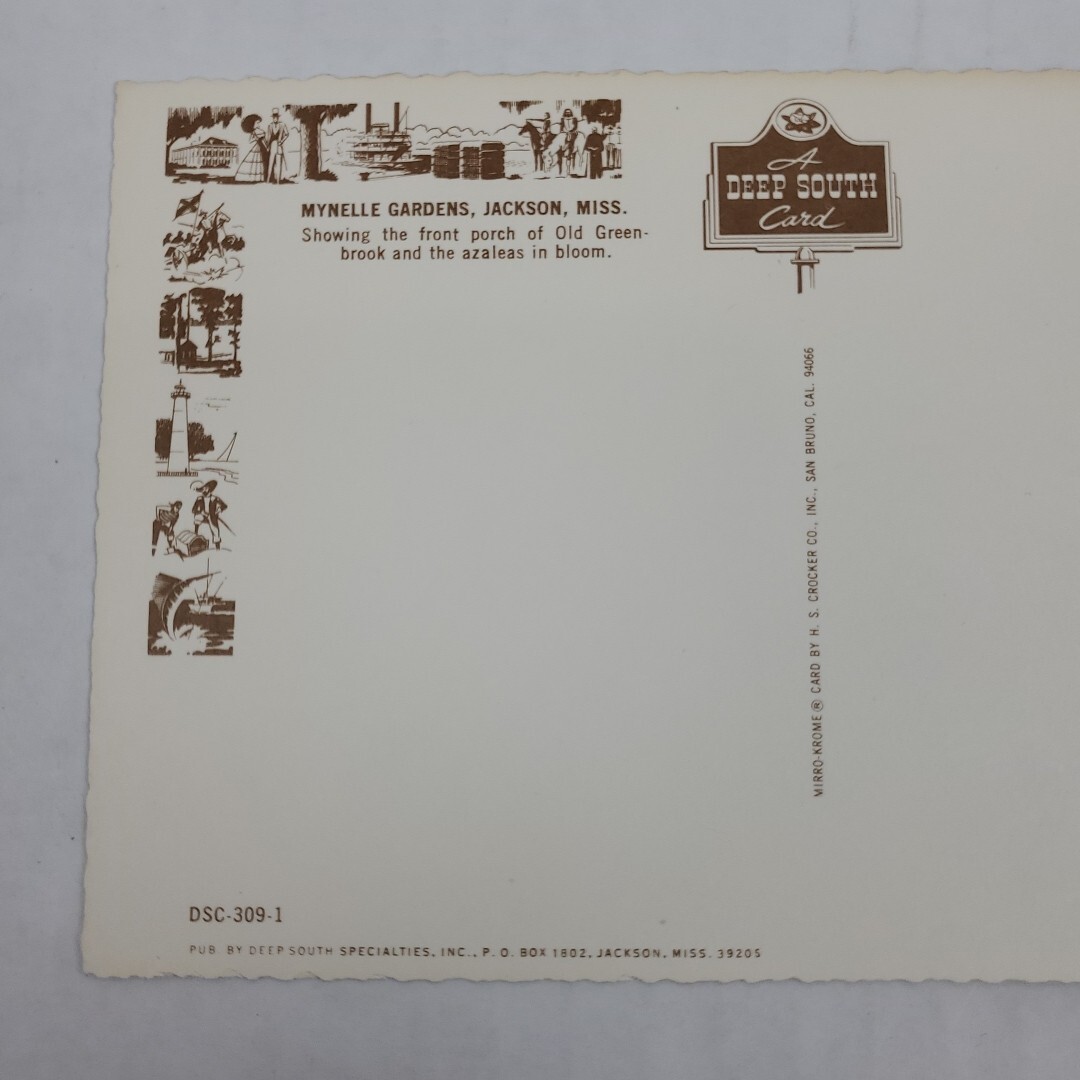 MYNELLE GARDENS, JACKSON, MISS.
Showing the front porch of Old Green-
brook and the azaleas in bloom.
A
DEEP SOUTH
Card
MIRRO-KROME® CARD BY H. S. CROCKER CO., INC., SAN BRUNO, CAL. 94066
DSC-309-1
PUB. BY DEEP SOUTH SPECIALTIES, INC., P. O. BOX 1802, JACKSON, MISS. 39205